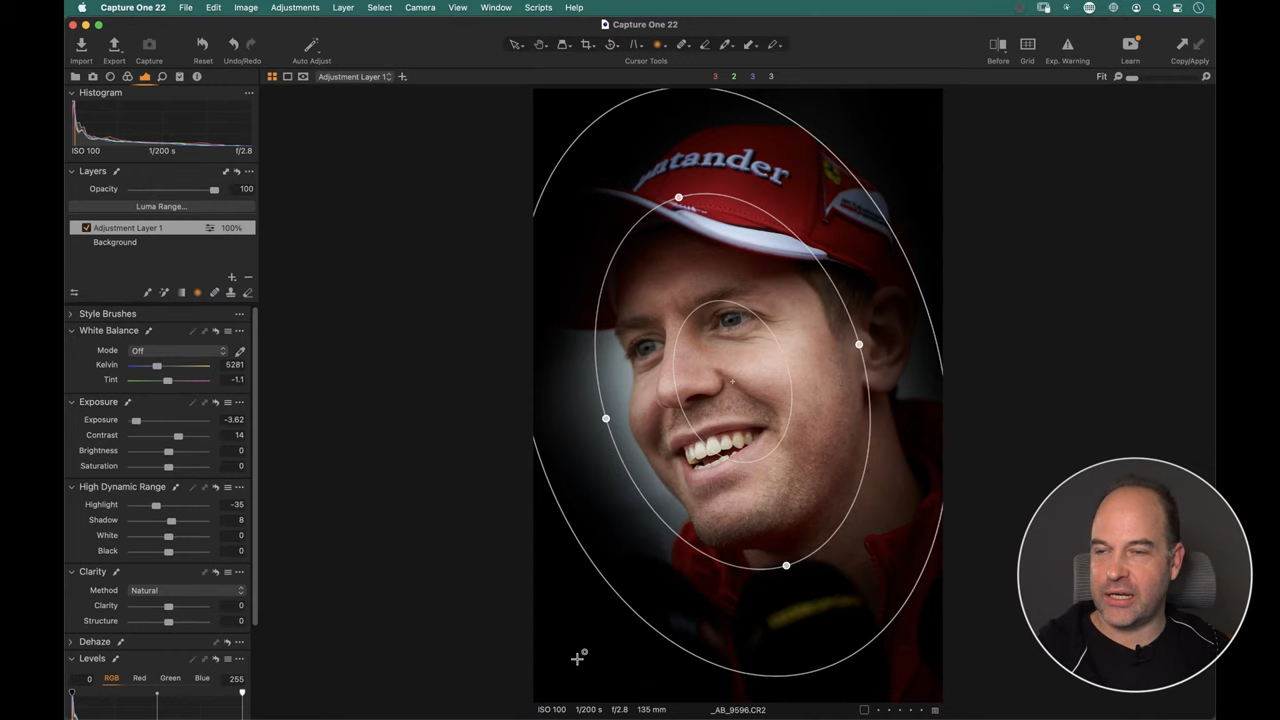 Capture One 22 File Edit Image Adjustments Layer Select Camera View Window Scripts Help
Capture One 22
Import Export Capture Reset Undo/Redo Auto Adjust Cursor Tools Before Grid Exp. Warning Learn Copy/Apply
Adjustment Layer 1 3 2 3 3 Fit
Histogram
ISO 100 1/200 s f/2.8
Layers
Opacity 100
Luma Range...
Adjustment Layer 1 100%
Background
Style Brushes
White Balance
Mode Off
Kelvin 5281
Tint -1.1
Exposure
Exposure -3.62
Contrast 14
Brightness 0
Saturation 0
High Dynamic Range
Highlight -35
Shadow 8
White 0
Black 0
Clarity
Method Natural
Clarity 0
Structure 0
Dehaze
Levels
0 RGB Red Green Blue 255
antander
ISO 100 1/200 s f/2.8 135 mm _AB_9596.CR2